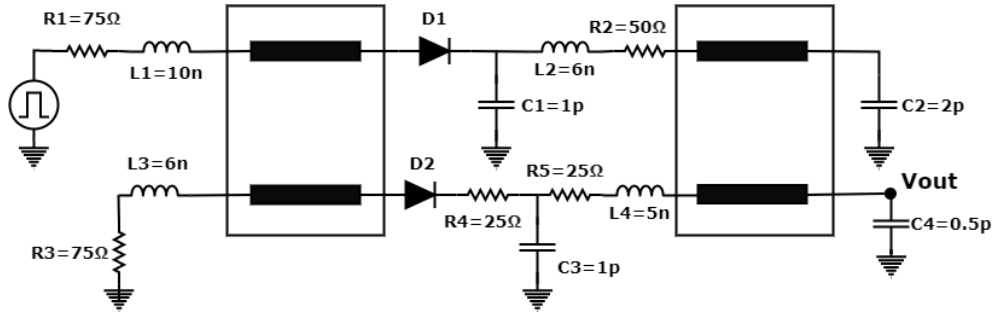 R1=75Ω
D1
R2=50Ω
L1=10n
L2=6n
C1=1p
C2=2p
L3=6n
D2
R5=25Ω
Vout
R4=25Ω
L4=5n
C4=0.5p
R3=75Ω
C3=1p